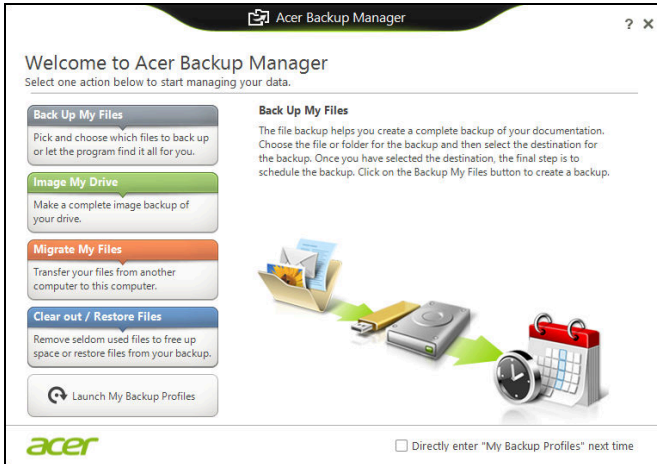 Acer Backup Manager
? X
Welcome to Acer Backup Manager
Select one action below to start managing your data.
Back Up My Files
Pick and choose which files to back up
or let the program find it all for you.
Image My Drive
Make a complete image backup of
your drive.
Migrate My Files
Transfer your files from another
computer to this computer.
Clear out / Restore Files
Remove seldom used files to free up
space or restore files from your backup.
Launch My Backup Profiles
Back Up My Files
The file backup helps you create a complete backup of your documentation.
Choose the file or folder for the backup and then select the destination for
the backup. Once you have selected the destination, the final step is to
schedule the backup. Click on the Backup My Files button to create a backup.
acer
Directly enter "My Backup Profiles" next time